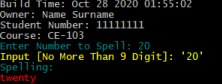 Build Time: Oct 28 2020 01:55:02
Owner: Name Surname
Student Number: 11111111
Course: CE-103
Enter Number to Spell: 20
Input [No More Than 9 Digit]: '20'
Spelling:
twenty